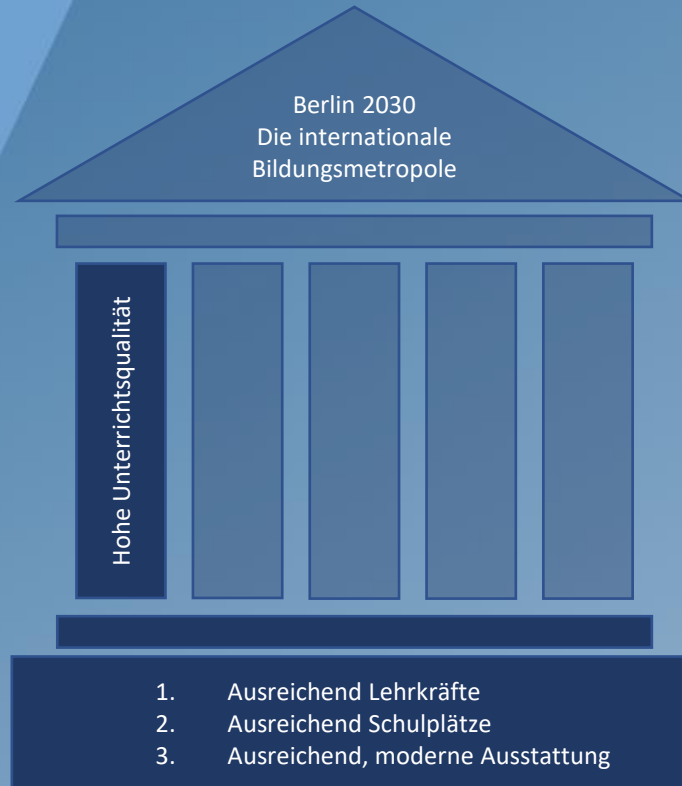 Berlin 2030
Die internationale
Bildungsmetropole
Hohe Unterrichtsqualität
1. Ausreichend Lehrkräfte
2. Ausreichend Schulplätze
3. Ausreichend, moderne Ausstattung